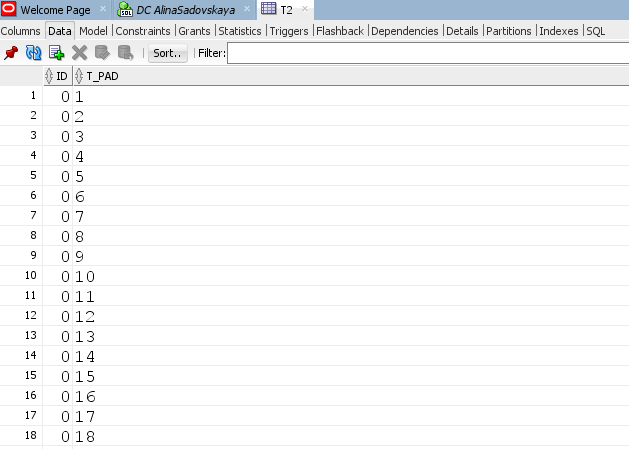 Welcome Page × SQL DC AlinaSadovskaya × T2 ×
Columns Data Model Constraints Grants Statistics Triggers Flashback Dependencies Details Partitions Indexes SQL
Sort.. Filter:
ID T_PAD
1 0 1
2 0 2
3 0 3
4 0 4
5 0 5
6 0 6
7 0 7
8 0 8
9 0 9
10 0 10
11 0 11
12 0 12
13 0 13
14 0 14
15 0 15
16 0 16
17 0 17
18 0 18